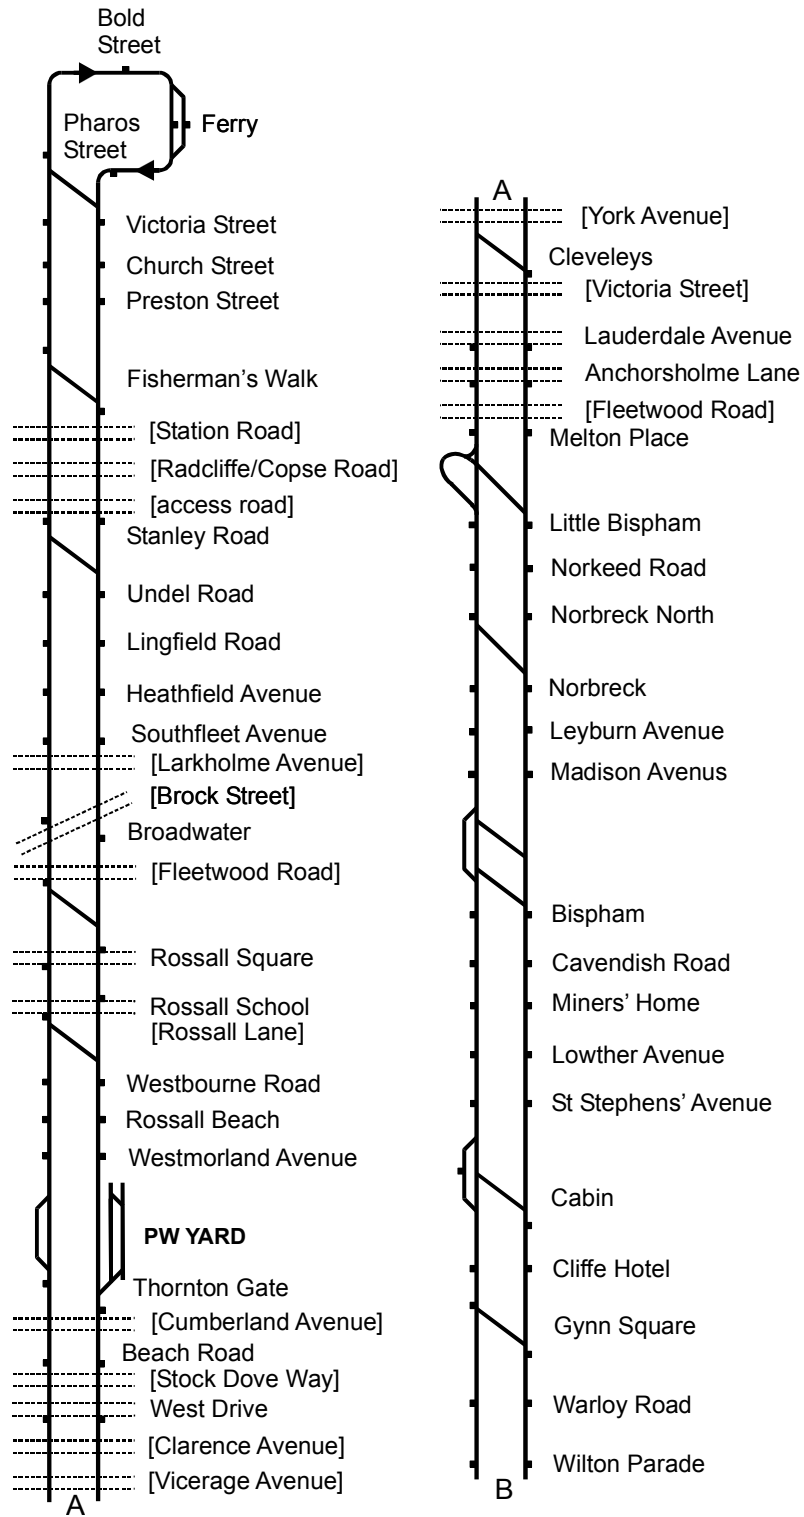 Bold
Street
Pharos
Street
Ferry
Victoria Street
Church Street
Preston Street
Fisherman's Walk
[Station Road]
[Radcliffe/Copse Road]
[access road]
Stanley Road
Undel Road
Lingfield Road
Heathfield Avenue
Southfleet Avenue
[Larkholme Avenue]
[Brock Street]
Broadwater
[Fleetwood Road]
Rossall Square
Rossall School
[Rossall Lane]
Westbourne Road
Rossall Beach
Westmorland Avenue
PW YARD
Thornton Gate
[Cumberland Avenue]
Beach Road
[Stock Dove Way]
West Drive
[Clarence Avenue]
[Vicerage Avenue]
A
A
[York Avenue]
Cleveleys
[Victoria Street]
Lauderdale Avenue
Anchorsholme Lane
[Fleetwood Road]
Melton Place
Little Bispham
Norkeed Road
Norbreck North
Norbreck
Leyburn Avenue
Madison Avenus
Bispham
Cavendish Road
Miners' Home
Lowther Avenue
St Stephens' Avenue
Cabin
Cliffe Hotel
Gynn Square
Warloy Road
Wilton Parade
B